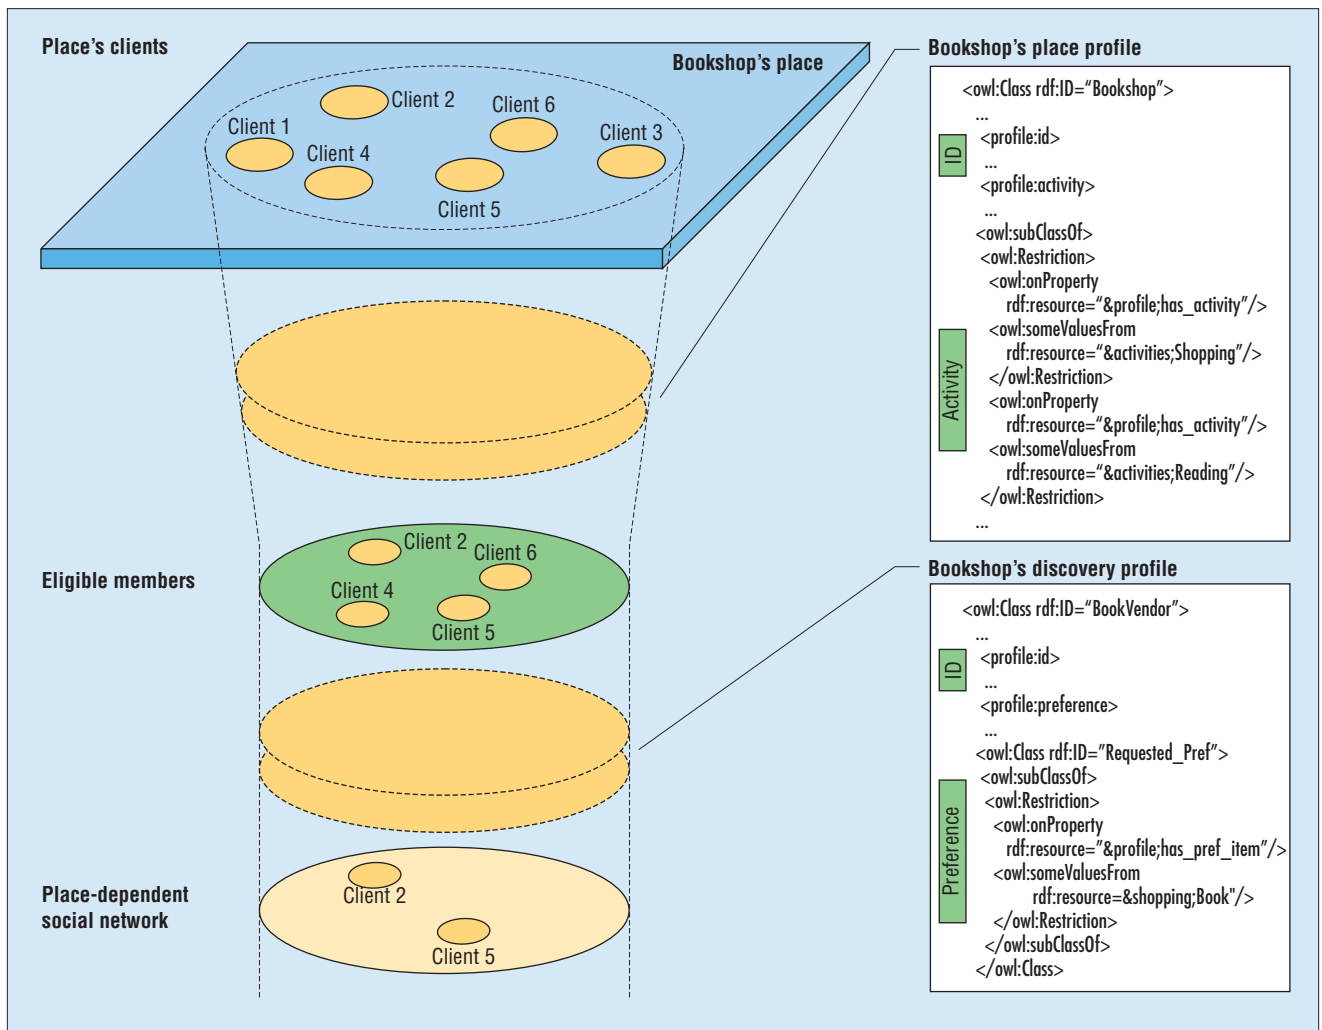 Place's clients
Bookshop's place
Client 2
Client 6
Client 1
Client 3
Client 4
Client 5
Eligible members
Client 2
Client 6
Client 4
Client 5
Place-dependent
social network
Client 2
Client 5
Bookshop's place profile
<owl:Class rdf:ID=“Bookshop”>
...
ID
<profile:id>
...
<profile:activity>
...
<owl:subClassOf>
<owl:Restriction>
<owl:onProperty
rdf:resource=“&profile;has_activity”/>
<owl:someValuesFrom
rdf:resource=“&activities;Shopping”/>
</owl:Restriction>
Activity
<owl:onProperty
rdf:resource=“&profile;has_activity”/>
<owl:someValuesFrom
rdf:resource=“&activities;Reading”/>
</owl:Restriction>
...
Bookshop's discovery profile
<owl:Class rdf:ID=”BookVendor”>
...
ID
<profile:id>
...
<profile:preference>
...
<owl:Class rdf:ID=”Requested_Pref”>
<owl:subClassOf>
<owl:Restriction>
Preference
<owl:onProperty
rdf:resource=”&profile;has_pref_item”/>
<owl:someValuesFrom
rdf:resource=&shopping;Book"/>
</owl:Restriction>
</owl:subClassOf>
</owl:Class>